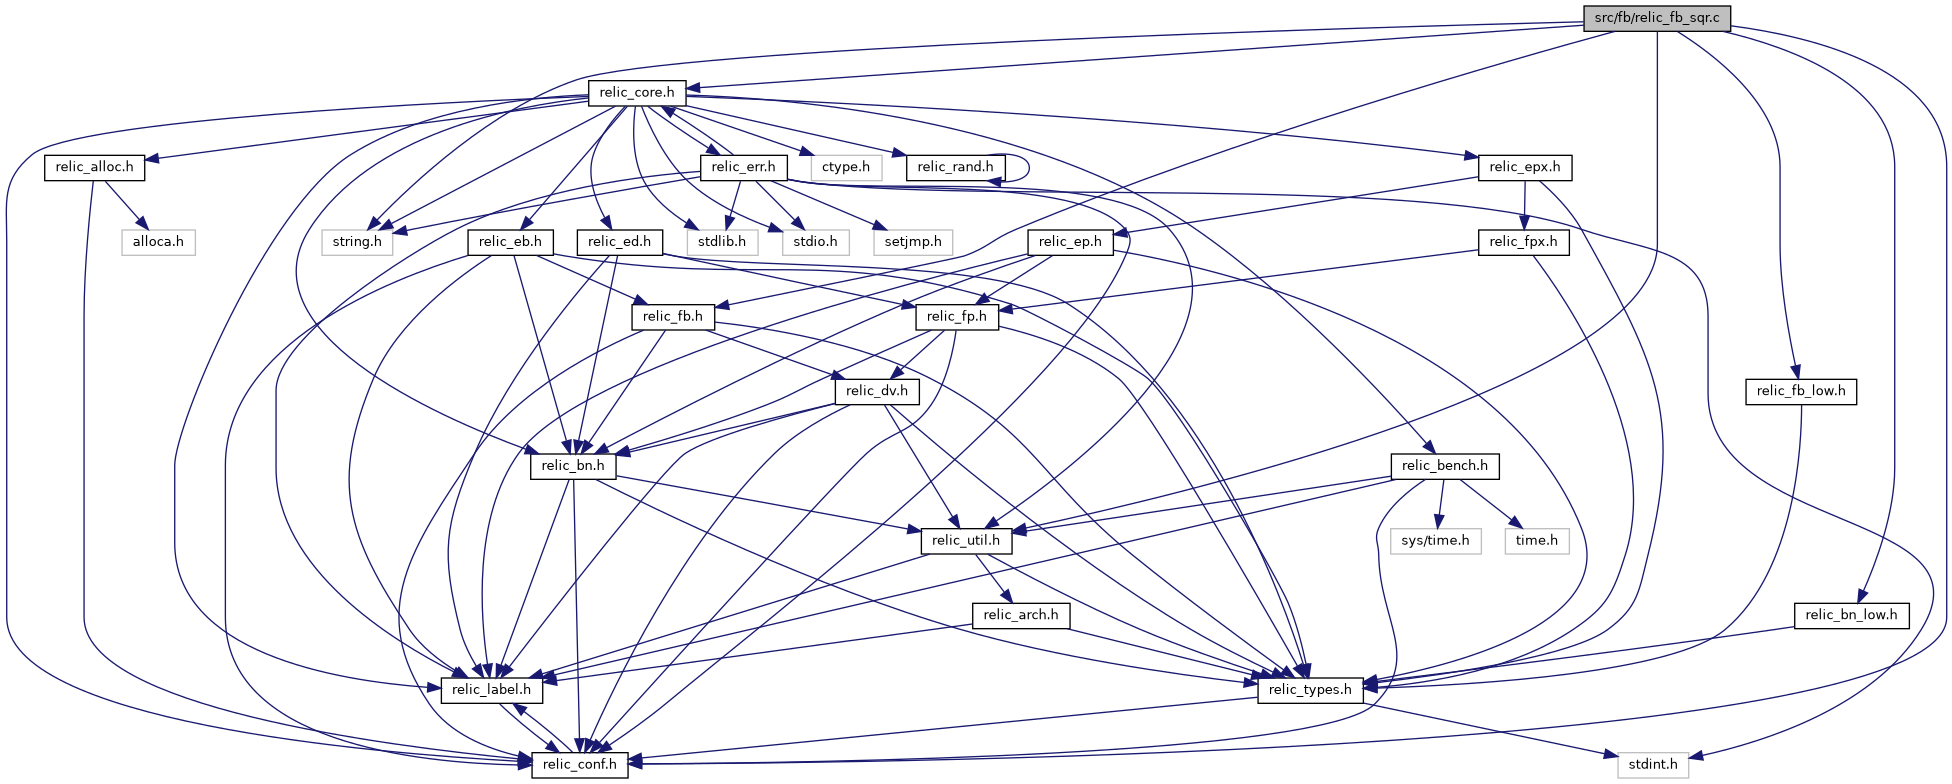 src/fb/relic_fb_sqr.c
relic_core.h
relic_alloc.h
relic_err.h
ctype.h
relic_rand.h
relic_epx.h
alloca.h
string.h
relic_eb.h
relic_ed.h
stdlib.h
stdio.h
setjmp.h
relic_ep.h
relic_fpx.h
relic_fb.h
relic_fp.h
relic_dv.h
relic_fb_low.h
relic_bn.h
relic_bench.h
relic_util.h
sys/time.h
time.h
relic_arch.h
relic_bn_low.h
relic_label.h
relic_types.h
relic_conf.h
stdint.h